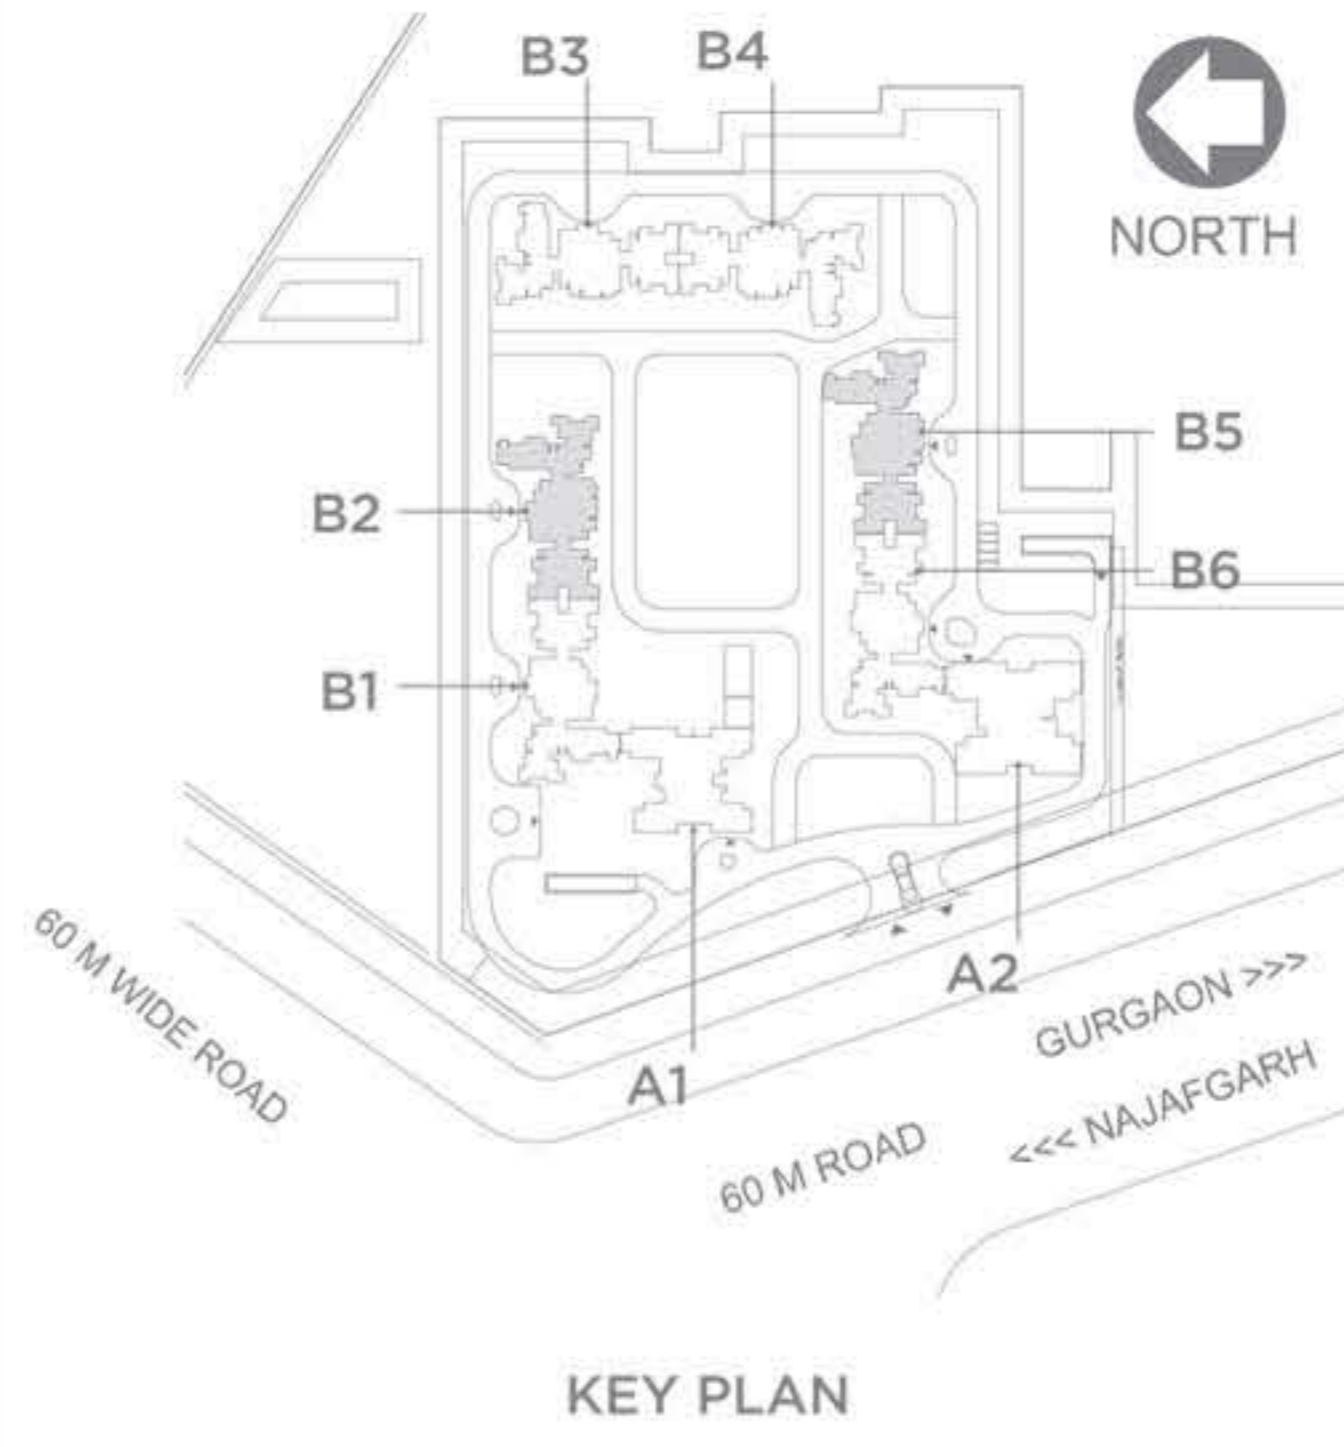 B3
B4
NORTH
B5
B2
B6
B1
A2
60 M WIDE ROAD
GURGAON >>>
A1
<<< NAJAFGARH
60 M ROAD
KEY PLAN